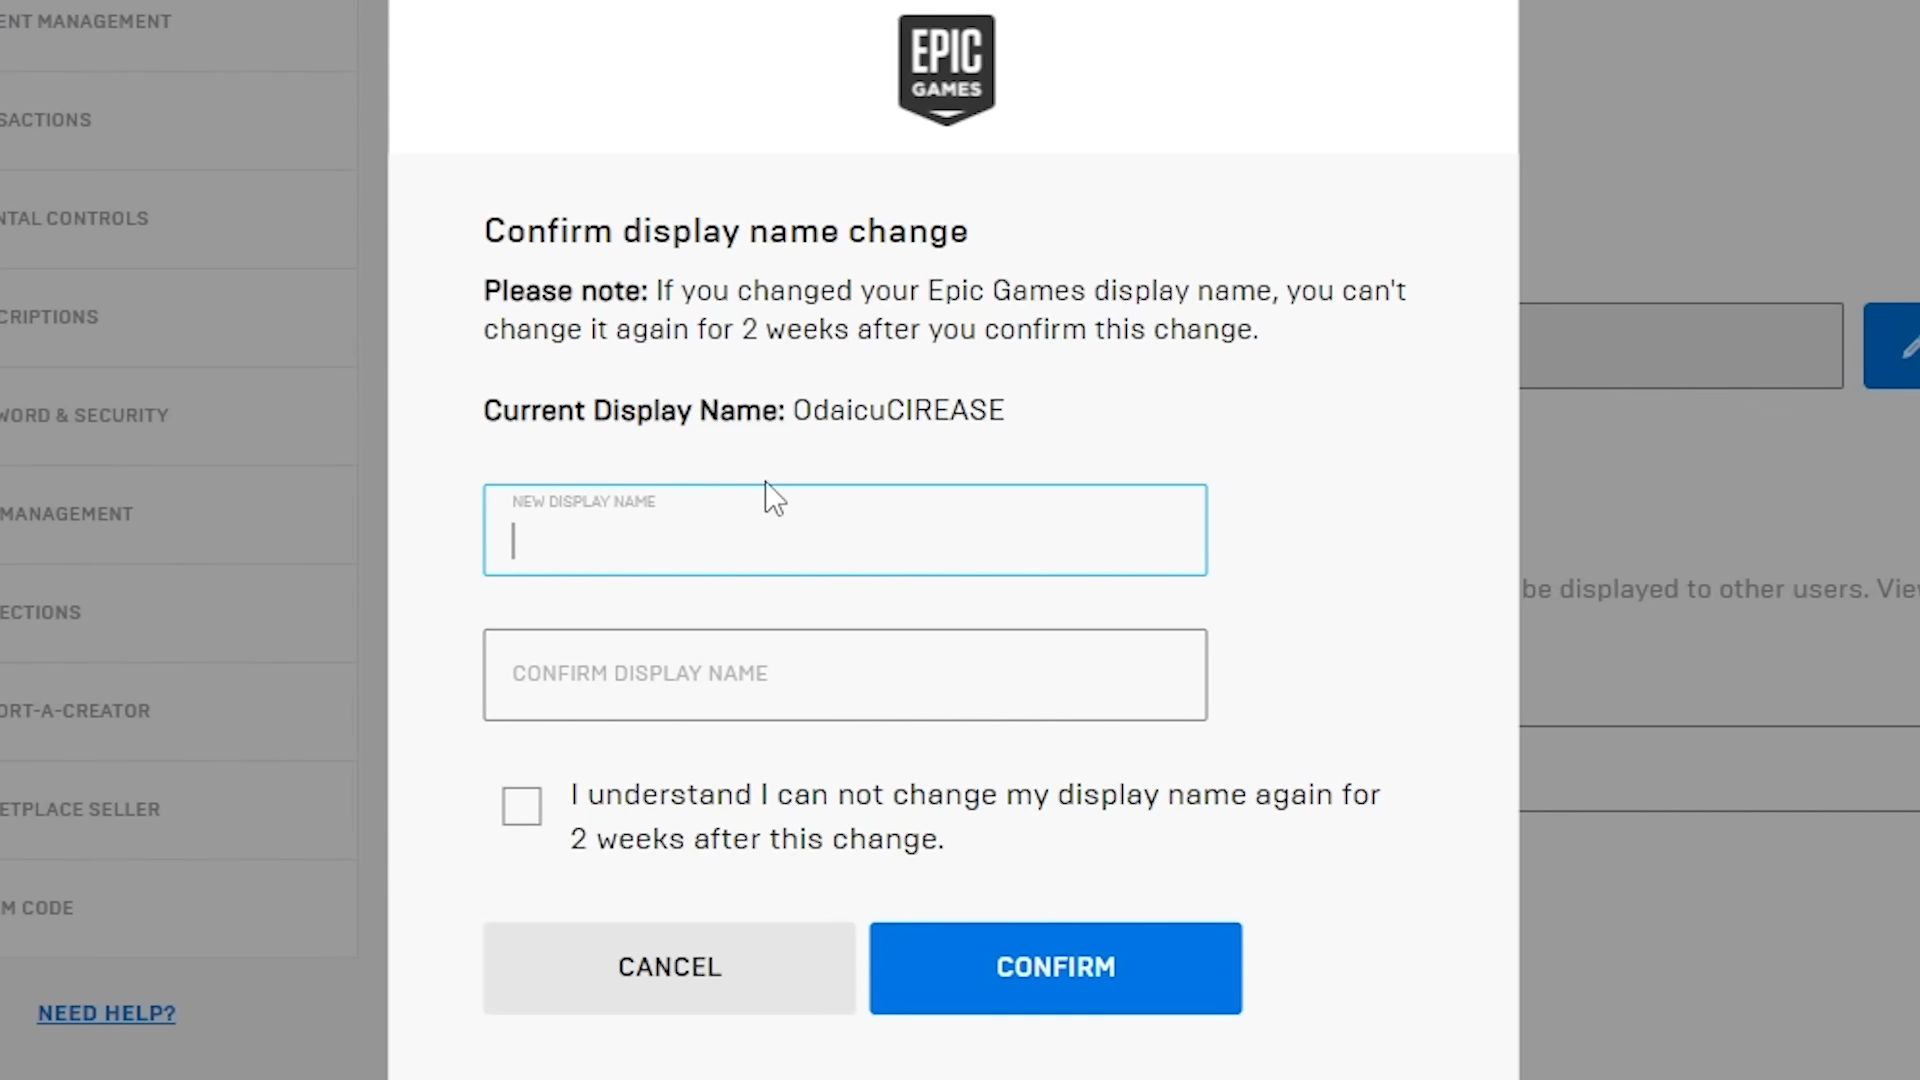 ENT MANAGEMENT
SACTIONS
NTAL CONTROLS
CRIPTIONS
WORD & SECURITY
MANAGEMENT
ECTIONS
ORT-A-CREATOR
ETPLACE SELLER
M CODE
NEED HELP?
EPIC
GAMES
Confirm display name change
Please note: If you changed your Epic Games display name, you can't
change it again for 2 weeks after you confirm this change.
Current Display Name: OdaicuCIREASE
NEW DISPLAY NAME
CONFIRM DISPLAY NAME
I understand I can not change my display name again for
2 weeks after this change.
CANCEL
CONFIRM
be displayed to other users. Vie